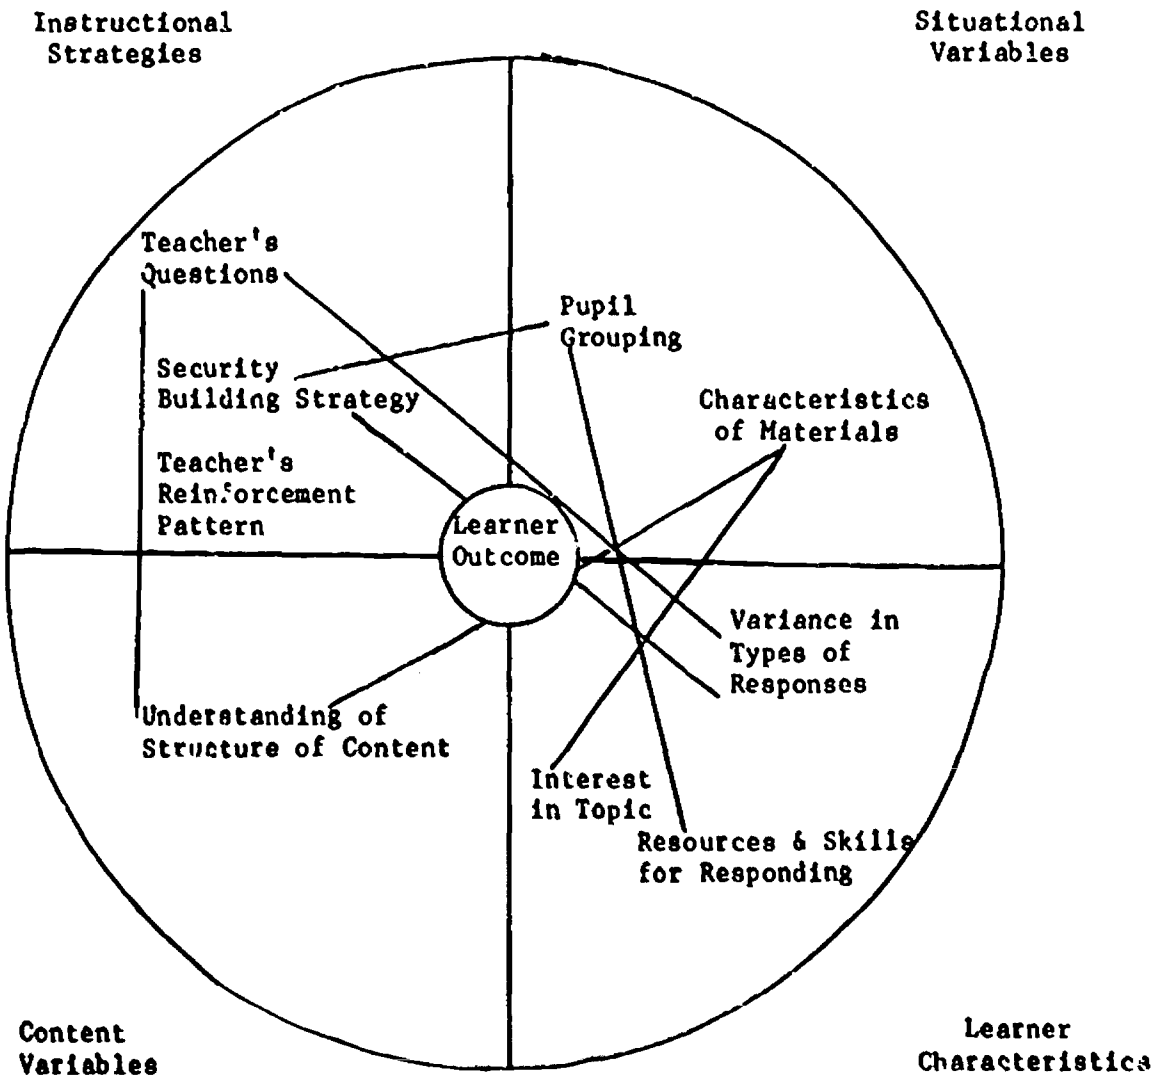 Instructional
Strategies
Situational
Variables
Teacher's
Questions
Pupil
Grouping
Security
Building Strategy
Characteristics
of Materials
Teacher's
Reinforcement
Pattern
Learner
Outcome
Variance in
Types of
Responses
Understanding of
Structure of Content
Interest
in Topic
Resources & Skills
for Responding
Content
Variables
Learner
Characteristics